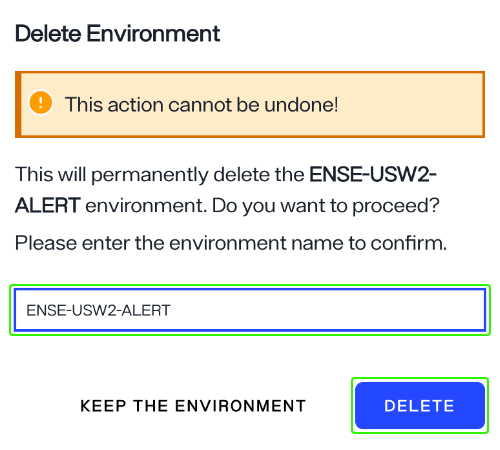 Delete Environment
This action cannot be undone!
This will permanently delete the ENSE-USW2-
ALERT environment. Do you want to proceed?
Please enter the environment name to confirm.
ENSE-USW2-ALERT
KEEP THE ENVIRONMENT DELETE